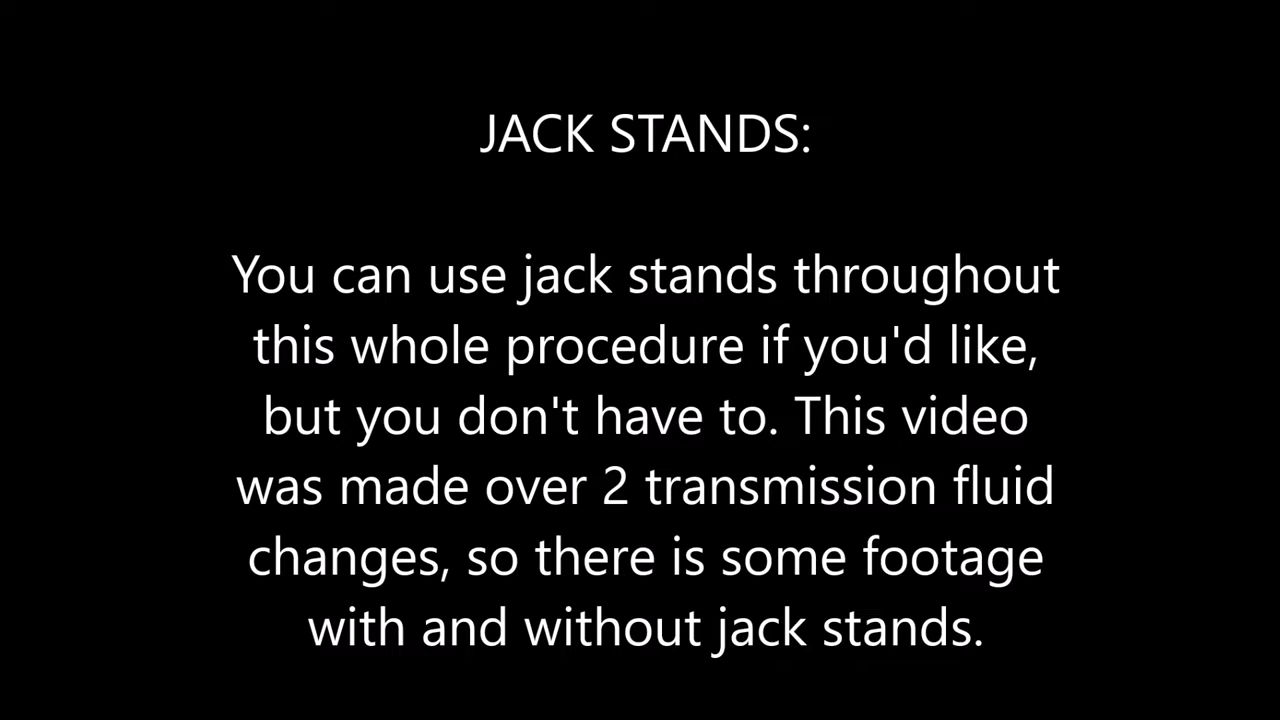 JACK STANDS:
You can use jack stands throughout
this whole procedure if you'd like,
but you don't have to. This video
was made over 2 transmission fluid
changes, so there is some footage
with and without jack stands.